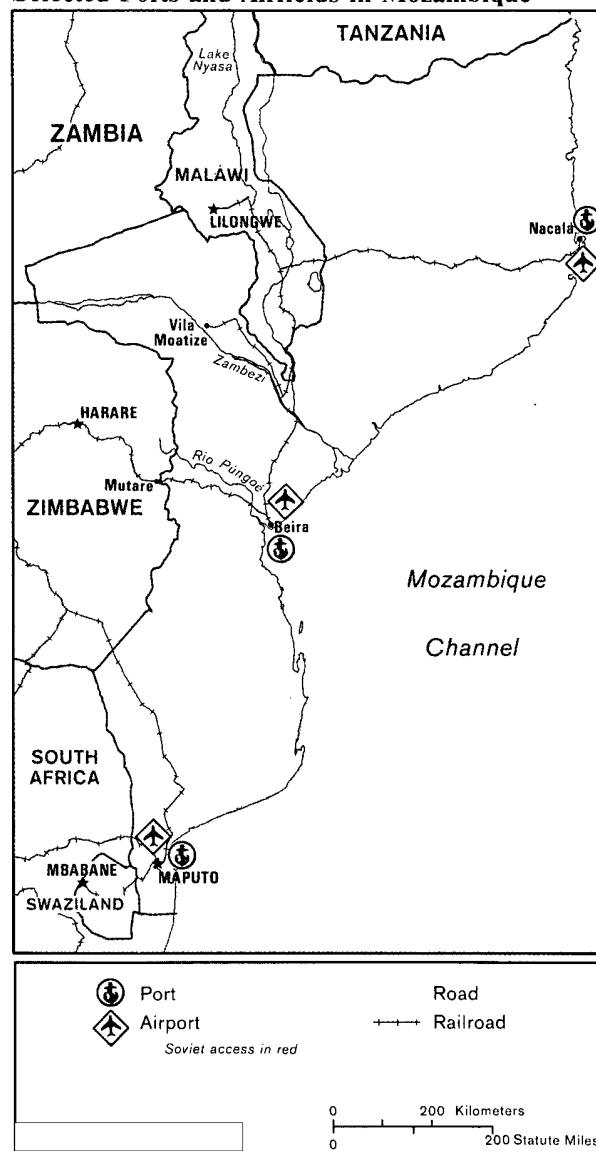 Selected Ports and Airfields in Mozambique
TANZANIA
Lake
Nyasa
ZAMBIA
MALAWI
LILONGWE
Nacala
Vila
Moatize
Zambezi
HARARE
Rio Púngoé
Mutare
ZIMBABWE
Beira
Mozambique
Channel
SOUTH
AFRICA
MBABANE
MAPUTO
SWAZILAND
Port
Road
Airport
Railroad
Soviet access in red
0 200 Kilometers
0 200 Statute Miles